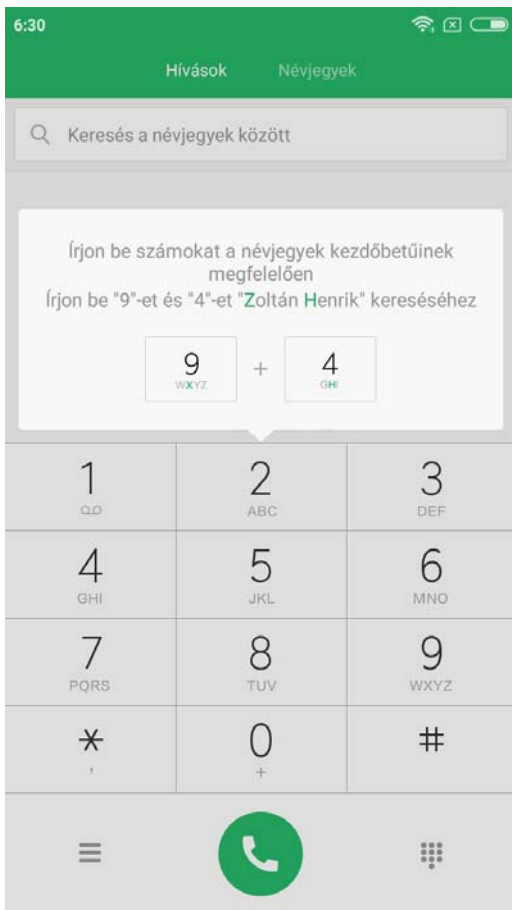 6:30
Hívások Névjegyek
Keresés a névjegyek között
Írjon be számokat a névjegyek kezdőbetűinek
megfelelően
Írjon be "9"-et és "4"-et "Zoltán Henrik" kereséséhez
9 + 4
WXYZ GHI
1 2 3
ABC DEF
4 5 6
GHI JKL MNO
7 8 9
PQRS TUV WXYZ
* 0 #
, +